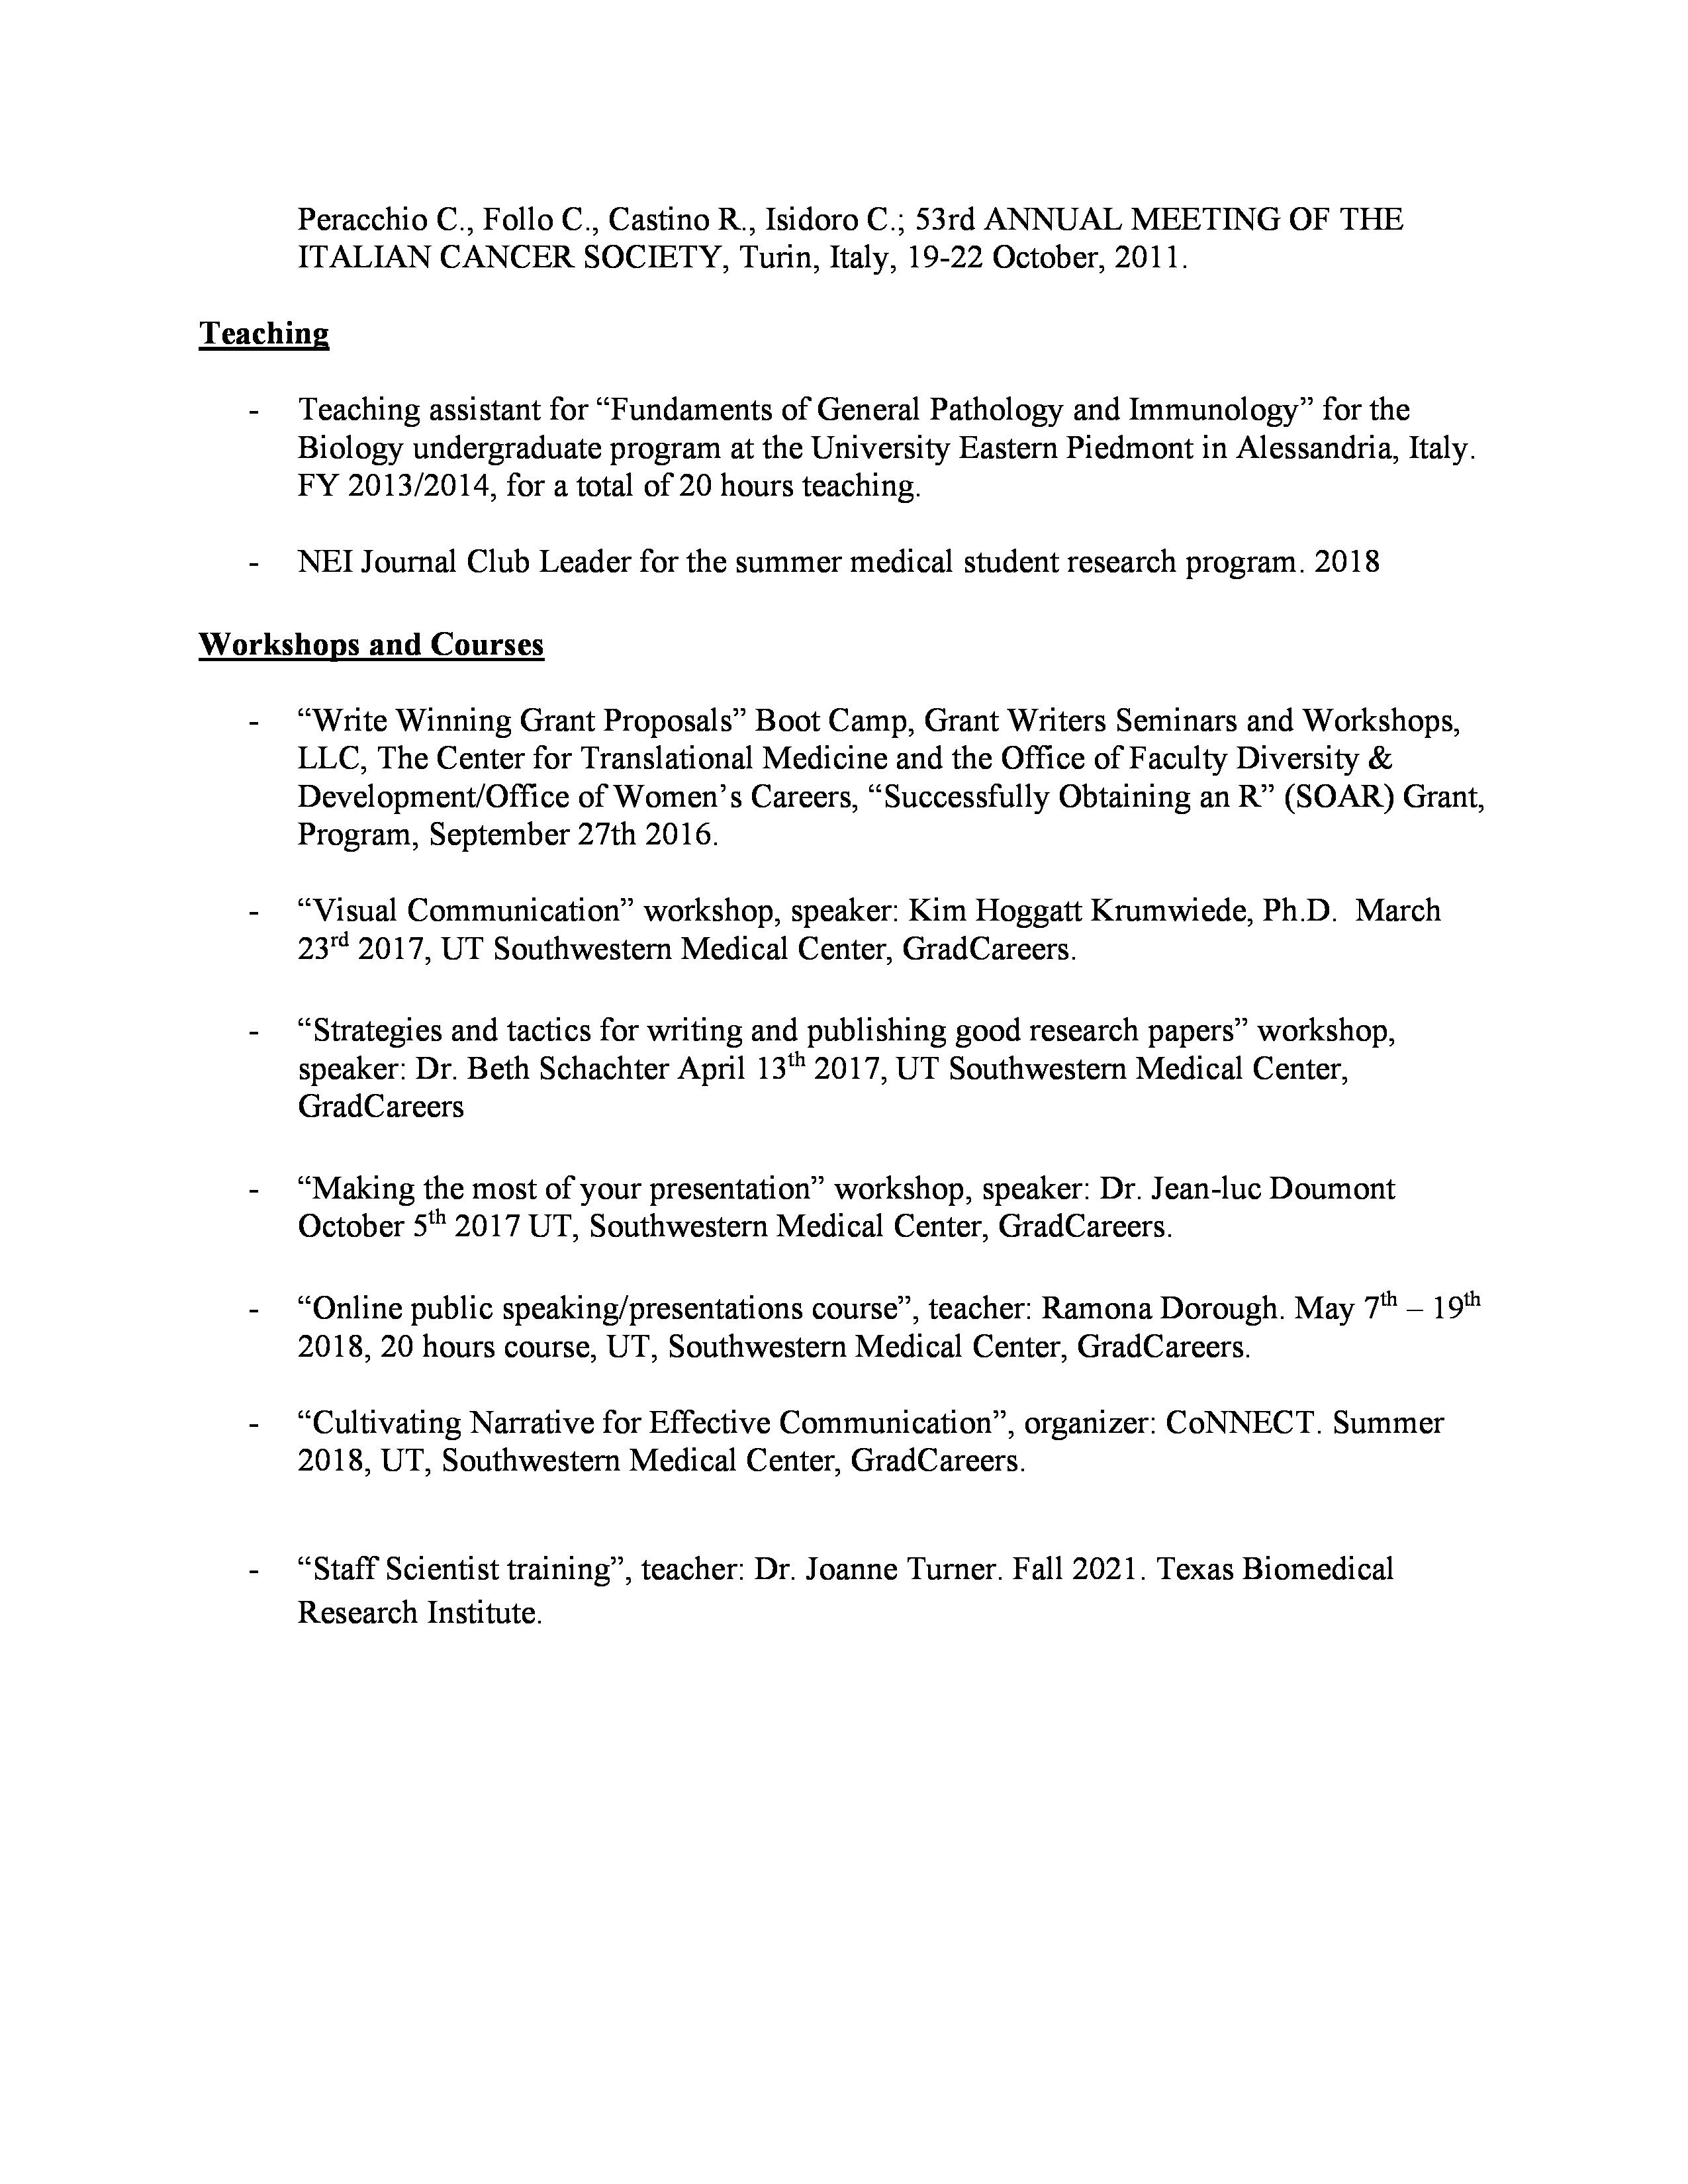 Peracchio C., Follo C., Castino R., Isidoro C.; 53rd ANNUAL MEETING OF THE
ITALIAN CANCER SOCIETY, Turin, Italy, 19-22 October, 2011.
Teaching
- Teaching assistant for “Fundaments of General Pathology and Immunology” for the
Biology undergraduate program at the University Eastern Piedmont in Alessandria, Italy.
FY 2013/2014, for a total of 20 hours teaching.
- NEI Journal Club Leader for the summer medical student research program. 2018
Workshops and Courses
- “Write Winning Grant Proposals” Boot Camp, Grant Writers Seminars and Workshops,
LLC, The Center for Translational Medicine and the Office of Faculty Diversity &
Development/Office of Women’s Careers, “Successfully Obtaining an R” (SOAR) Grant,
Program, September 27th 2016.
- “Visual Communication” workshop, speaker: Kim Hoggatt Krumwiede, Ph.D.  March
23rd 2017, UT Southwestern Medical Center, GradCareers.
- “Strategies and tactics for writing and publishing good research papers” workshop,
speaker: Dr. Beth Schachter April 13th 2017, UT Southwestern Medical Center,
GradCareers
- “Making the most of your presentation” workshop, speaker: Dr. Jean-luc Doumont
October 5th 2017 UT, Southwestern Medical Center, GradCareers.
- “Online public speaking/presentations course”, teacher: Ramona Dorough. May 7th – 19th
2018, 20 hours course, UT, Southwestern Medical Center, GradCareers.
- “Cultivating Narrative for Effective Communication”, organizer: CoNNECT. Summer
2018, UT, Southwestern Medical Center, GradCareers.
- “Staff Scientist training”, teacher: Dr. Joanne Turner. Fall 2021. Texas Biomedical
Research Institute.